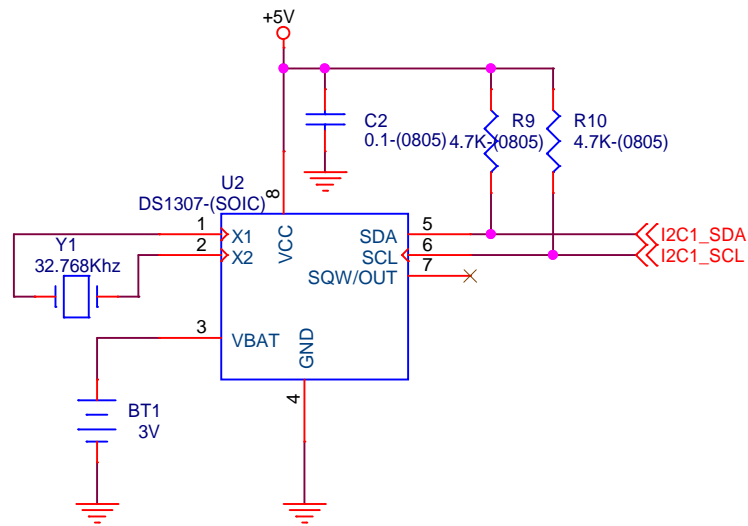 +5V
C2
0.1-(0805)
R9
4.7K-(0805)
R10
4.7K-(0805)
U2
DS1307-(SOIC)
8
1
X1
VCC
SDA
5
I2C1_SDA
Y1
2
X2
SCL
6
I2C1_SCL
32.768Khz
SQW/OUT
7
3
VBAT
GND
4
BT1
3V